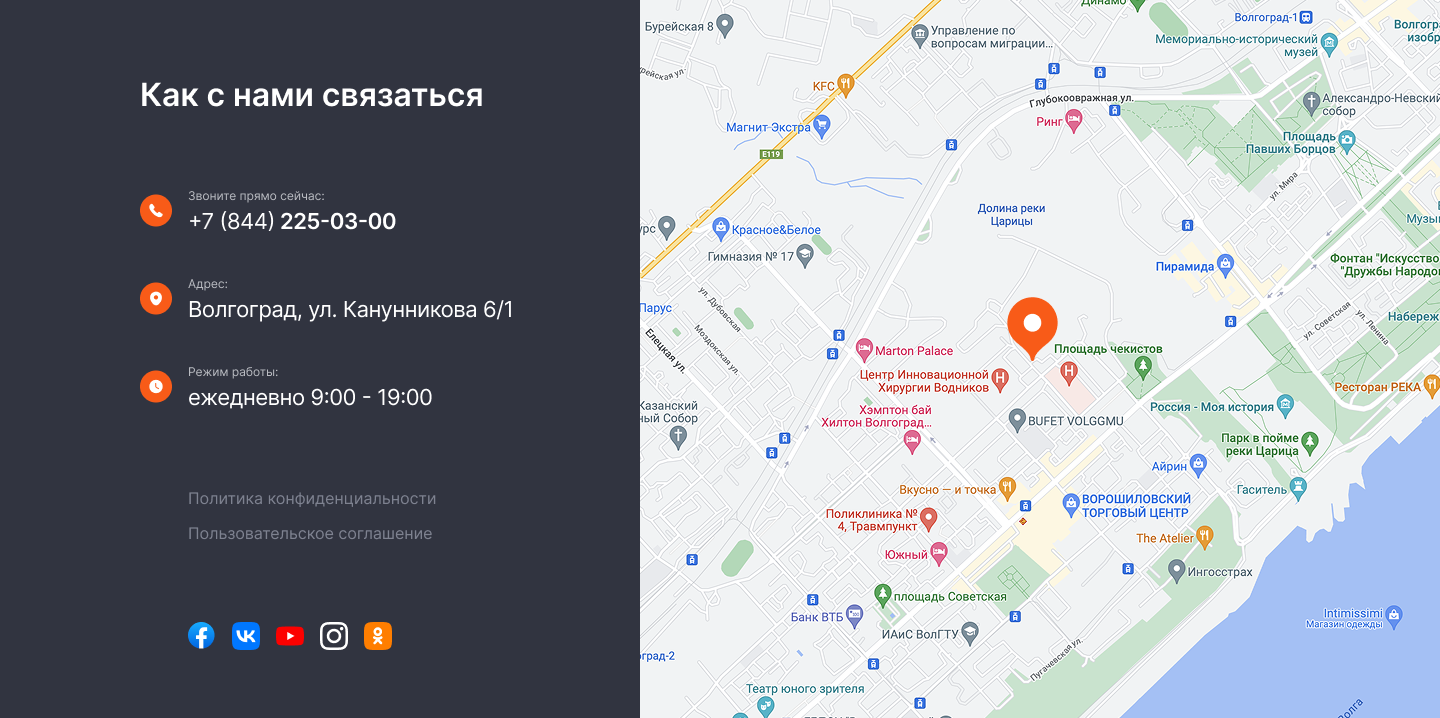 Как с нами связаться
Звоните прямо сейчас:
+7 (844) 225-03-00
Адрес:
Волгоград, ул. Канунникова 6/1
Режим работы:
ежедневно 9:00 - 19:00
Политика конфиденциальности
Пользовательское соглашение
Динамо
Бурейская 8
Управление по
вопросам миграции...
Волгоград-1
Мемориально-исторический
музей
KFC
Глубокоовражная ул.
Александро-Невский
собор
Магнит Экстра
Ринг
Площадь
Павших Борцов
E119
ул. Мира
Долина реки
Царицы
Красное&Белое
Гимназия № 17
Пирамида
Фонтан "Искусство
"Дружбы Народо
ул. Дубовская
Парус
Моздокская ул.
Елецкая ул.
ул. Советская
ул. Ленина
Набереж
Marton Palace
Площадь чекистов
Центр Инновационной
Хирургии Водников
Ресторан РЕКА
Казанский
ный Собор
Хэмптон бай
Хилтон Волгоград...
BUFET VOLGGMU
Россия - Моя история
Парк в пойме
реки Царица
Айрин
Вкусно — и точка
Гаситель
ВОРОШИЛОВСКИЙ
ТОРГОВЫЙ ЦЕНТР
Поликлиника №
4, Травмпункт
The Atelier
Южный
Ингосстрах
площадь Советская
Банк ВТБ
ИАиС ВолГТУ
Intimissimi
Магазин одежды
оград-2
Пугачевская ул.
Театр юного зрителя
Волга